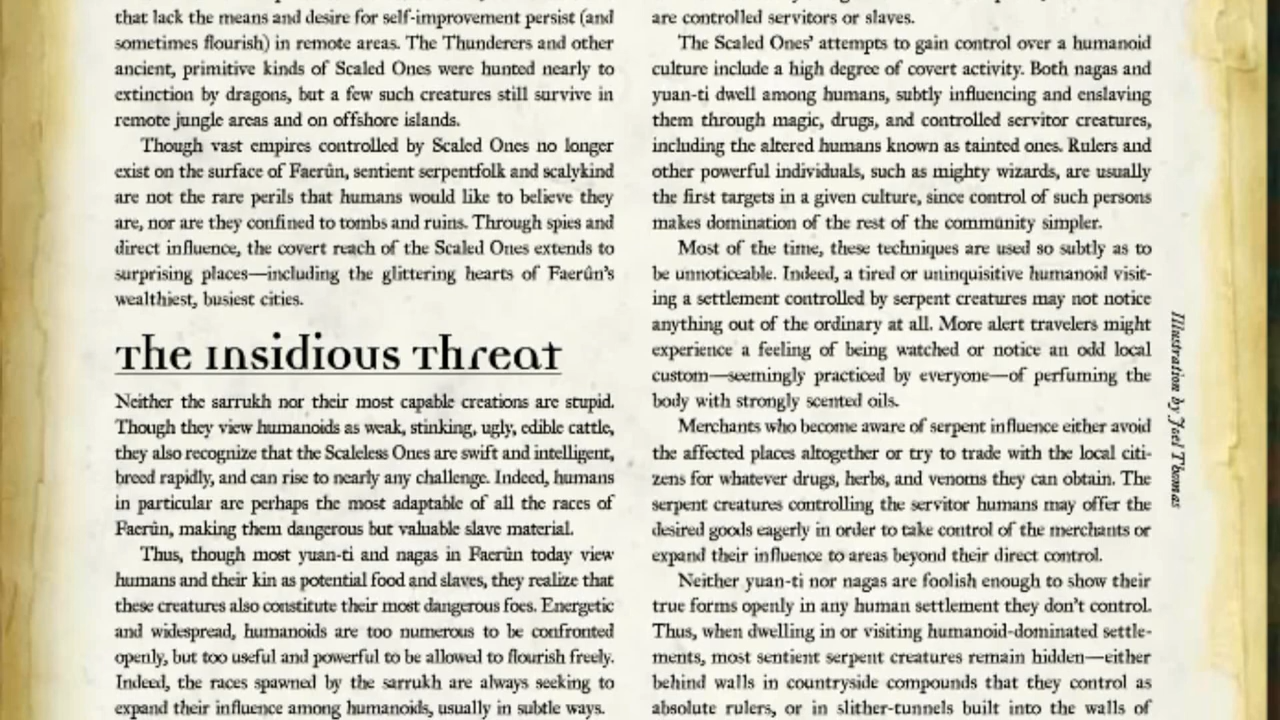 that lack the means and desire for self-improvement persist (and
sometimes flourish) in remote areas. The Thunderers and other
ancient, primitive kinds of Scaled Ones were hunted nearly to
extinction by dragons, but a few such creatures still survive in
remote jungle areas and on offshore islands.
Though vast empires controlled by Scaled Ones no longer
exist on the surface of Faerûn, sentient serpentfolk and scalykind
are not the rare perils that humans would like to believe they
are, nor are they confined to tombs and ruins. Through spies and
direct influence, the covert reach of the Scaled Ones extends to
surprising places—including the glittering hearts of Faerûn's
wealthiest, busiest cities.
The Insidious Threat
Neither the sarrukh nor their most capable creations are stupid.
Though they view humanoids as weak, stinking, ugly, edible cattle,
they also recognize that the Scaleless Ones are swift and intelligent,
breed rapidly, and can rise to nearly any challenge. Indeed, humans
in particular are perhaps the most adaptable of all the races of
Faerûn, making them dangerous but valuable slave material.
Thus, though most yuan-ti and nagas in Faerûn today view
humans and their kin as potential food and slaves, they realize that
these creatures also constitute their most dangerous foes. Energetic
and widespread, humanoids are too numerous to be confronted
openly, but too useful and powerful to be allowed to flourish freely.
Indeed, the races spawned by the sarrukh are always seeking to
expand their influence among humanoids, usually in subtle ways.
are controlled servitors or slaves.
The Scaled Ones' attempts to gain control over a humanoid
culture include a high degree of covert activity. Both nagas and
yuan-ti dwell among humans, subtly influencing and enslaving
them through magic, drugs, and controlled servitor creatures,
including the altered humans known as tainted ones. Rulers and
other powerful individuals, such as mighty wizards, are usually
the first targets in a given culture, since control of such persons
makes domination of the rest of the community simpler.
Most of the time, these techniques are used so subtly as to
be unnoticeable. Indeed, a tired or uninquisitive humanoid visit-
ing a settlement controlled by serpent creatures may not notice
anything out of the ordinary at all. More alert travelers might
experience a feeling of being watched or notice an odd local
custom—seemingly practiced by everyone—of perfuming the
body with strongly scented oils.
Merchants who become aware of serpent influence either avoid
the affected places altogether or try to trade with the local citi-
zens for whatever drugs, herbs, and venoms they can obtain. The
serpent creatures controlling the servitor humans may offer the
desired goods eagerly in order to take control of the merchants or
expand their influence to areas beyond their direct control.
Neither yuan-ti nor nagas are foolish enough to show their
true forms openly in any human settlement they don't control.
Thus, when dwelling in or visiting humanoid-dominated settle-
ments, most sentient serpent creatures remain hidden—either
behind walls in countryside compounds that they control as
absolute rulers, or in slither-tunnels built into the walls of
Illustration by Joel Thomas